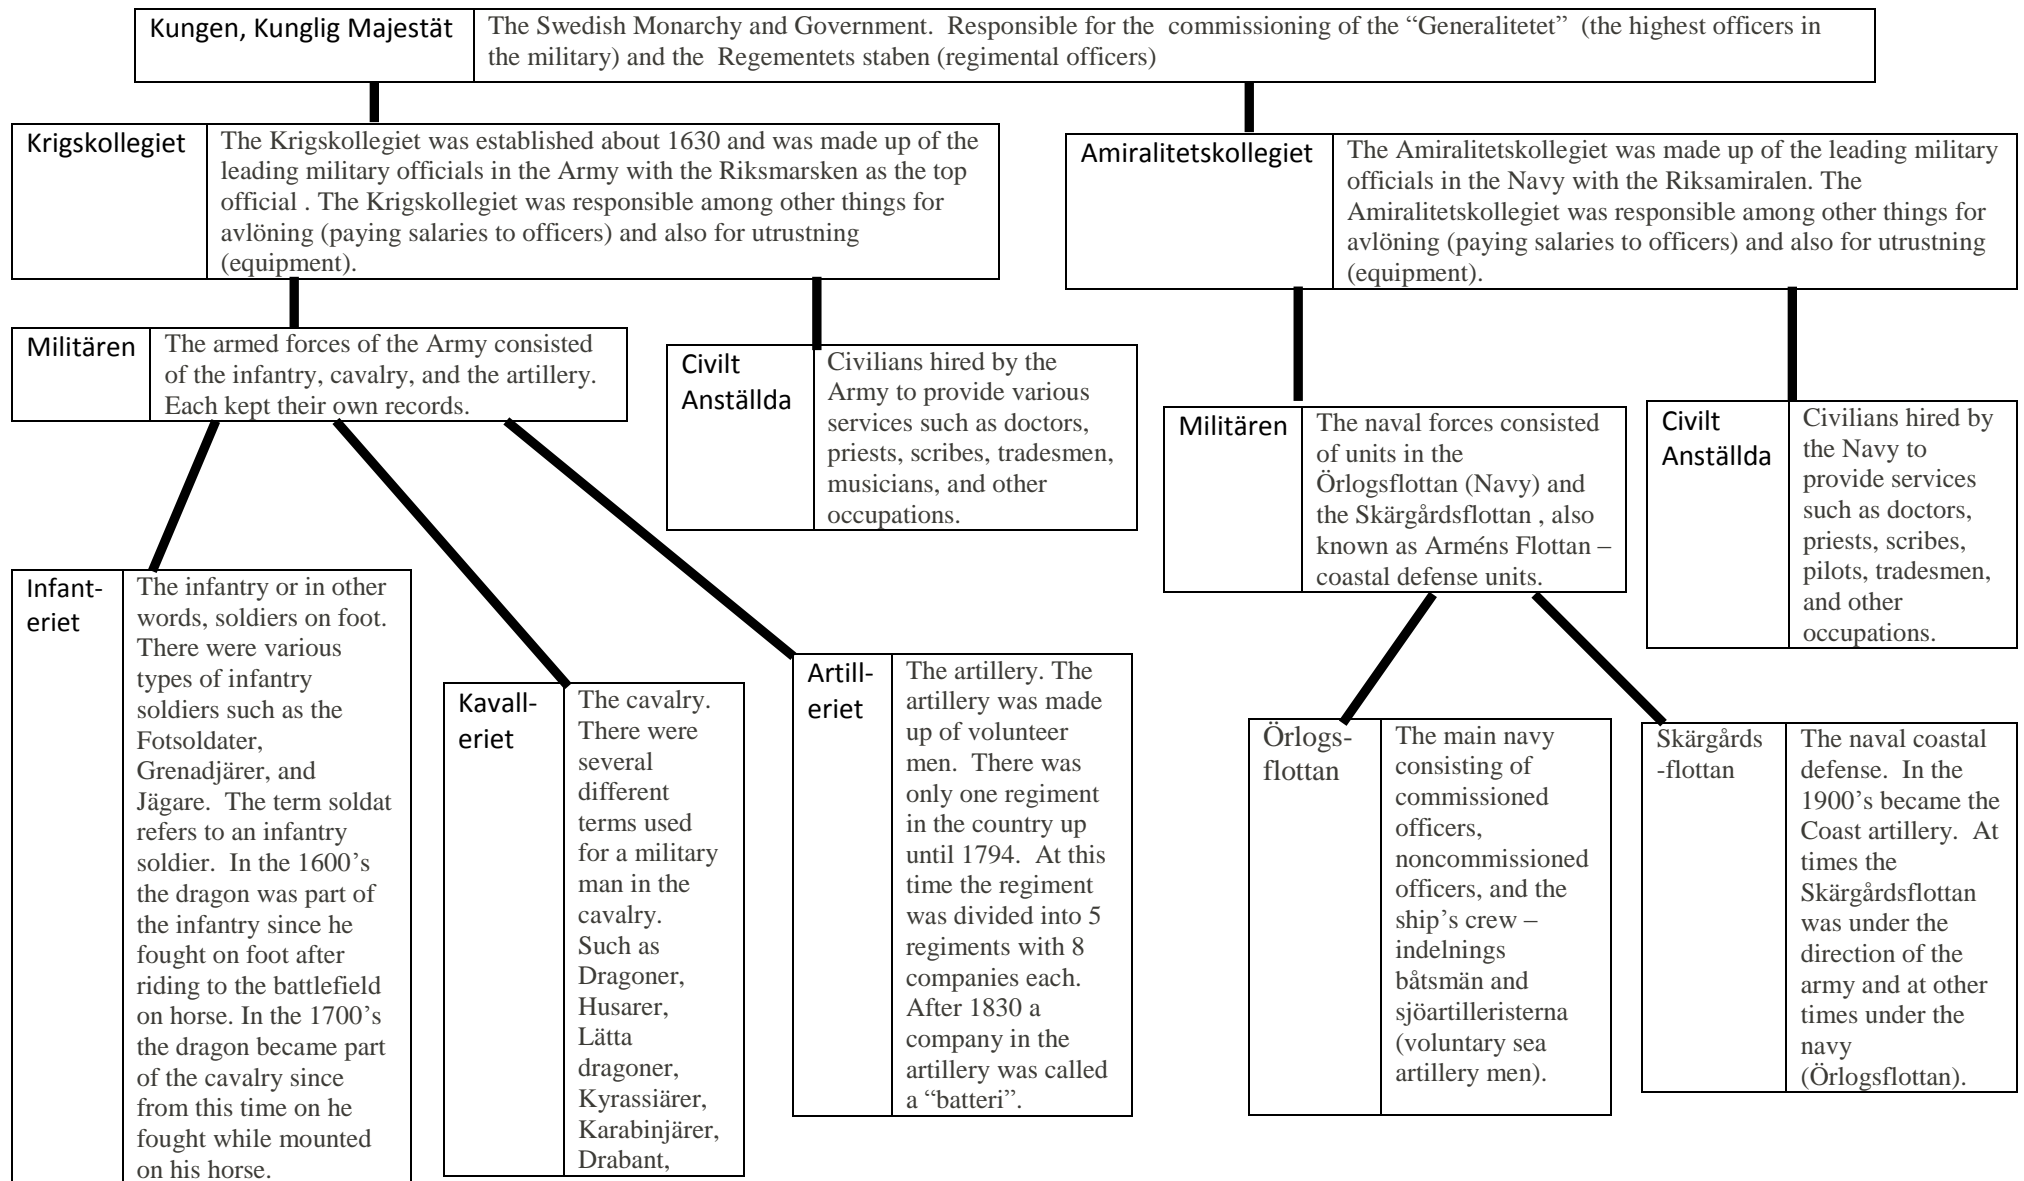 Kungen, Kunglig Majestät
The Swedish Monarchy and Government. Responsible for the commissioning of the “Generalitetet” (the highest officers in
the military) and the Regementets staben (regimental officers)
Krigskollegiet
The Krigskollegiet was established about 1630 and was made up of the
leading military officials in the Army with the Riksmarsken as the top
official . The Krigskollegiet was responsible among other things for
avlöning (paying salaries to officers) and also for utrustning
(equipment).
Amiralitetskollegiet
The Amiralitetskollegiet was made up of the leading military
officials in the Navy with the Riksamiralen. The
Amiralitetskollegiet was responsible among other things for
avlöning (paying salaries to officers) and also for utrustning
(equipment).
Militären
The armed forces of the Army consisted
of the infantry, cavalry, and the artillery.
Each kept their own records.
Civilt
Anställda
Civilians hired by the
Army to provide various
services such as doctors,
priests, scribes, tradesmen,
musicians, and other
occupations.
Militären
The naval forces consisted
of units in the
Örlogsflottan (Navy) and
the Skärgårdsflottan , also
known as Arméns Flottan –
coastal defense units.
Civilt
Anställda
Civilians hired by
the Navy to
provide services
such as doctors,
priests, scribes,
pilots, tradesmen,
and other
occupations.
Infant-
eriet
The infantry or in other
words, soldiers on foot.
There were various
types of infantry
soldiers such as the
Fotsoldater,
Grenadjärer, and
Jägare. The term soldat
refers to an infantry
soldier. In the 1600’s
the dragon was part of
the infantry since he
fought on foot after
riding to the battlefield
on horse. In the 1700’s
the dragon became part
of the cavalry since
from this time on he
fought while mounted
on his horse.
Kavall-
eriet
The cavalry.
There were
several
different
terms used
for a military
man in the
cavalry.
Such as
Dragoner,
Husarer,
Lätta
dragoner,
Kyrassiärer,
Karabinjärer,
Drabant,
Artill-
eriet
The artillery. The
artillery was made
up of volunteer
men. There was
only one regiment
in the country up
until 1794. At this
time the regiment
was divided into 5
regiments with 8
companies each.
After 1830 a
company in the
artillery was called
a “batteri”.
Örlogs-
flottan
The main navy
consisting of
commissioned
officers,
noncommissioned
officers, and the
ship’s crew –
indelnings
båtsmän and
sjöartilleristerna
(voluntary sea
artillery men).
Skärgårds
-flottan
The naval coastal
defense. In the
1900’s became the
Coast artillery. At
times the
Skärgårdsflottan
was under the
direction of the
army and at other
times under the
navy
(Örlogsflottan).